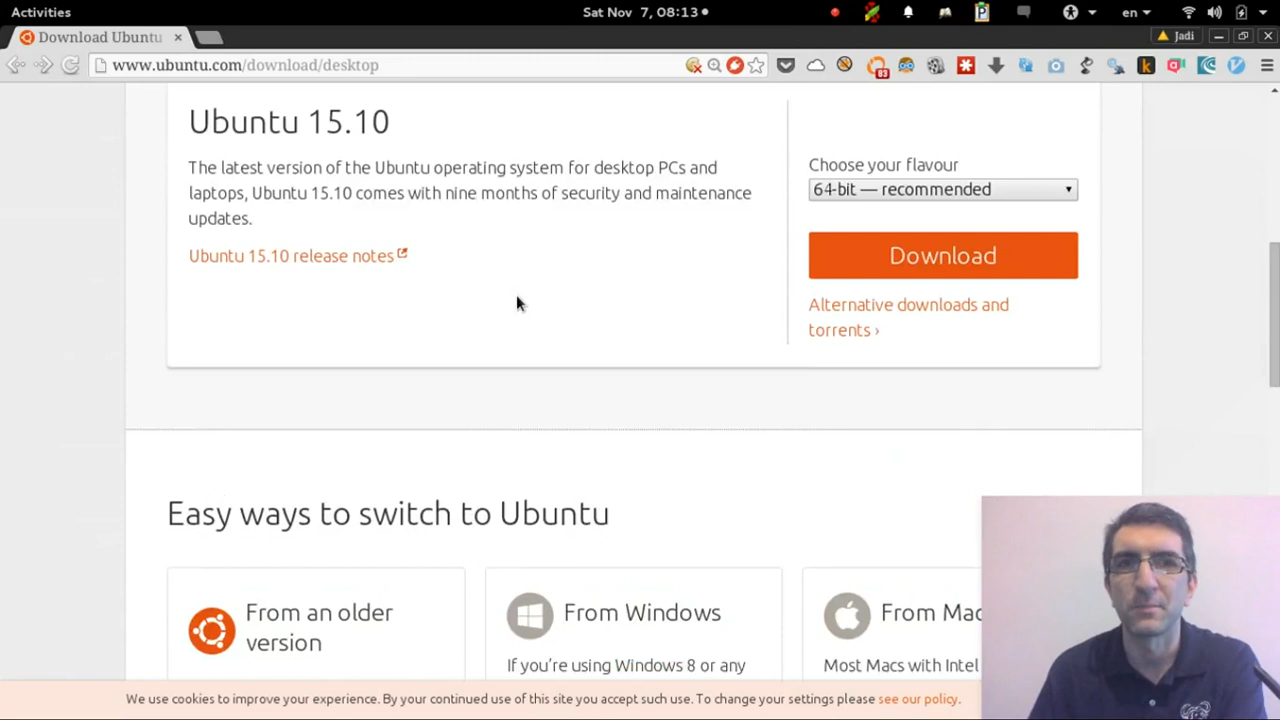 Activities
Sat Nov 7, 08:13
en
Download Ubuntu
Jadi
www.ubuntu.com/download/desktop
83
Ubuntu 15.10
The latest version of the Ubuntu operating system for desktop PCs and
laptops, Ubuntu 15.10 comes with nine months of security and maintenance
updates.
Ubuntu 15.10 release notes
Choose your flavour
64-bit — recommended
Download
Alternative downloads and
torrents ›
Easy ways to switch to Ubuntu
From an older
version
From Windows
If you’re using Windows 8 or any
From Mac
Most Macs with Intel
We use cookies to improve your experience. By your continued use of this site you accept such use. To change your settings please see our policy.